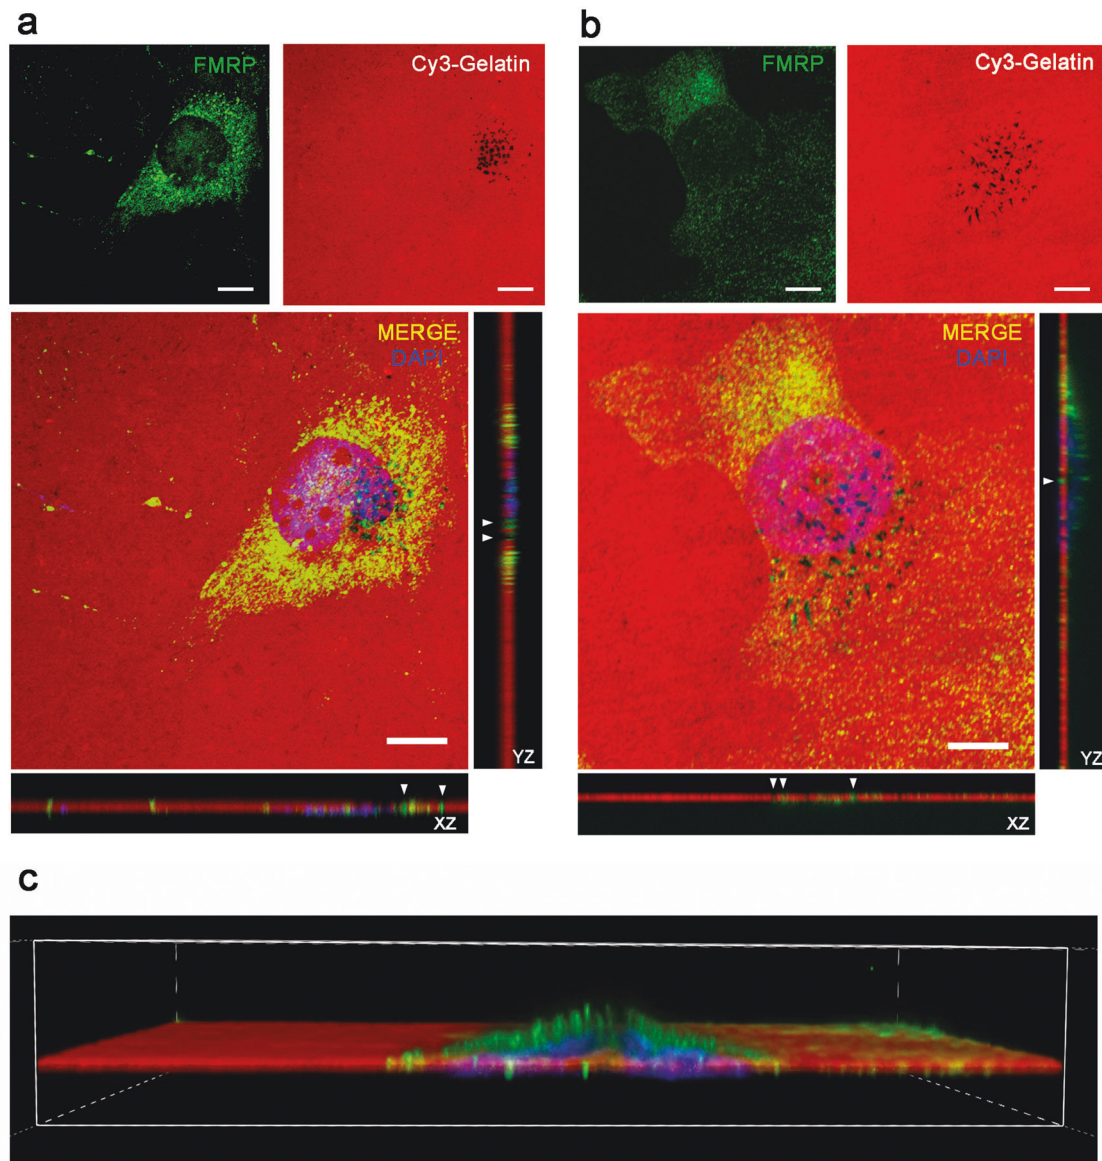 a
FMRP
Cy3-Gelatin
MERGE
DAPI
YZ
XZ
b
FMRP
Cy3-Gelatin
MERGE
DAPI
YZ
XZ
c